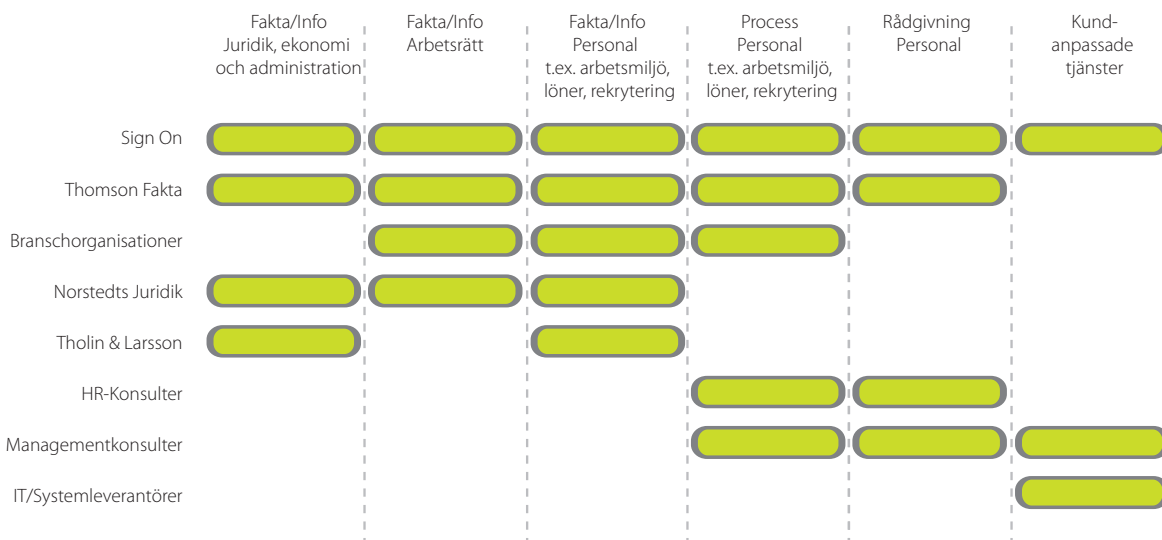 Fakta/Info
Juridik, ekonomi
och administration
Fakta/Info
Arbetsrätt
Fakta/Info
Personal
t.ex. arbetsmiljö,
löner, rekrytering
Process
Personal
t.ex. arbetsmiljö,
löner, rekrytering
Rådgivning
Personal
Kund-
anpassade
tjänster
Sign On
Thomson Fakta
Branschorganisationer
Norstedts Juridik
Tholin & Larsson
HR-Konsulter
Managementkonsulter
IT/Systemleverantörer